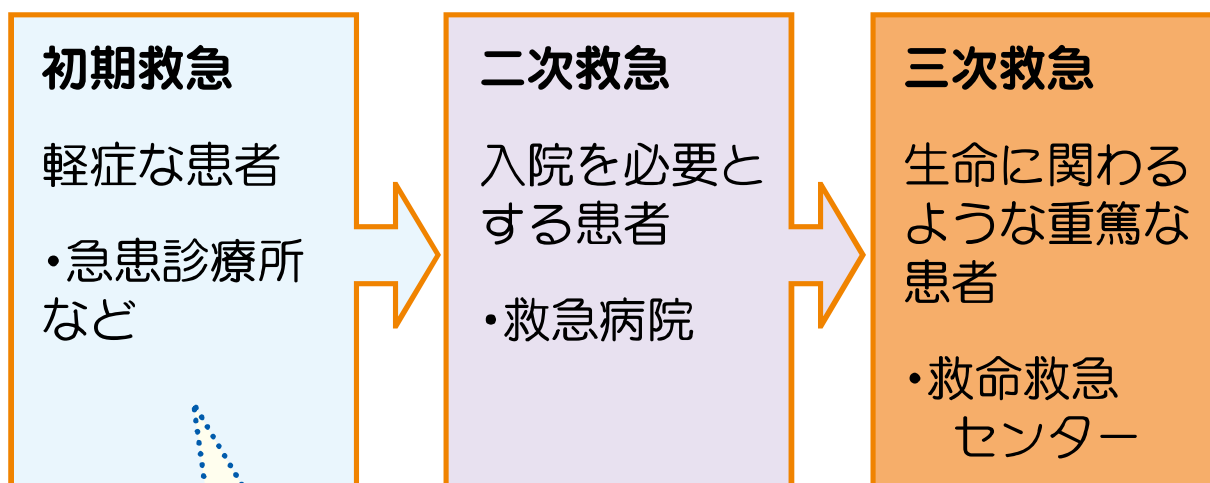 初期救急
軽症な患者
・急患診療所
など
二次救急
入院を必要と
する患者
・救急病院
三次救急
生命に関わる
ような重篤な
患者
・救命救急
センター